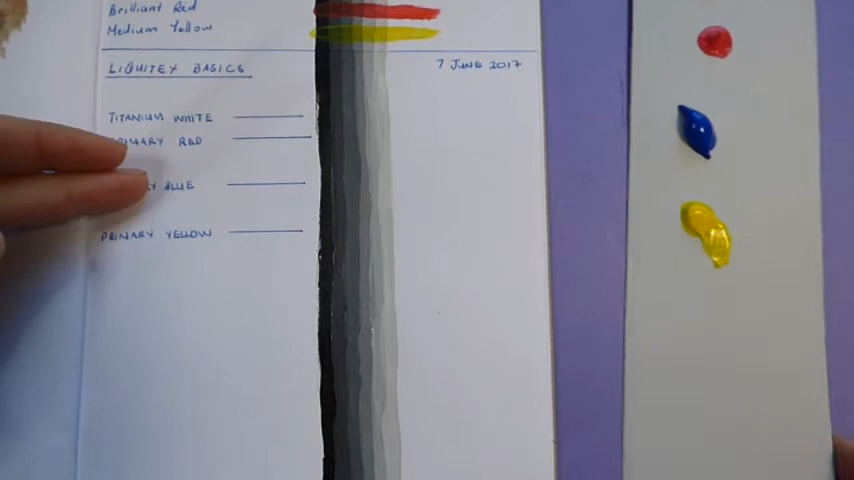 Brilliant Red
Medium Yellow
LIQUITEX BASICS
7 JUNE 2017
TITANIUM WHITE
RED
BLUE
PRIMARY YELLOW